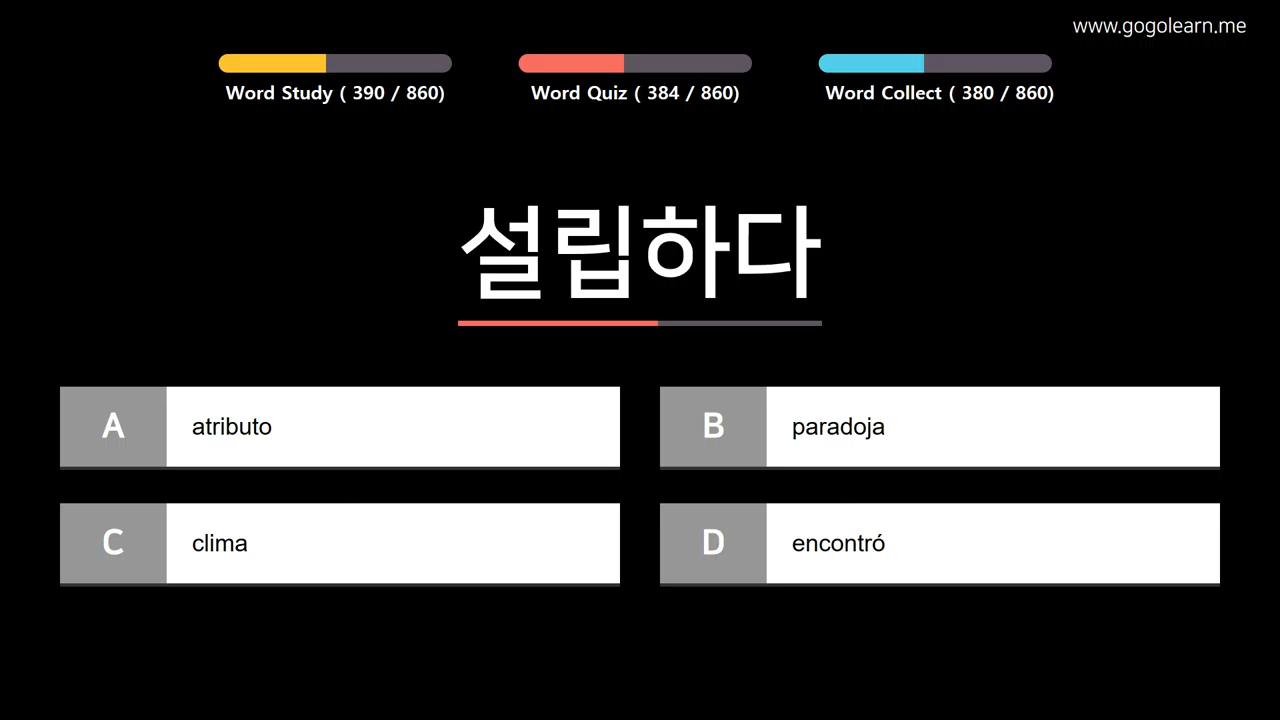 www.gogolearn.me
Word Study ( 390 / 860)
Word Quiz ( 384 / 860)
Word Collect ( 380 / 860)
설립하다
A atributo
B paradoja
C clima
D encontró